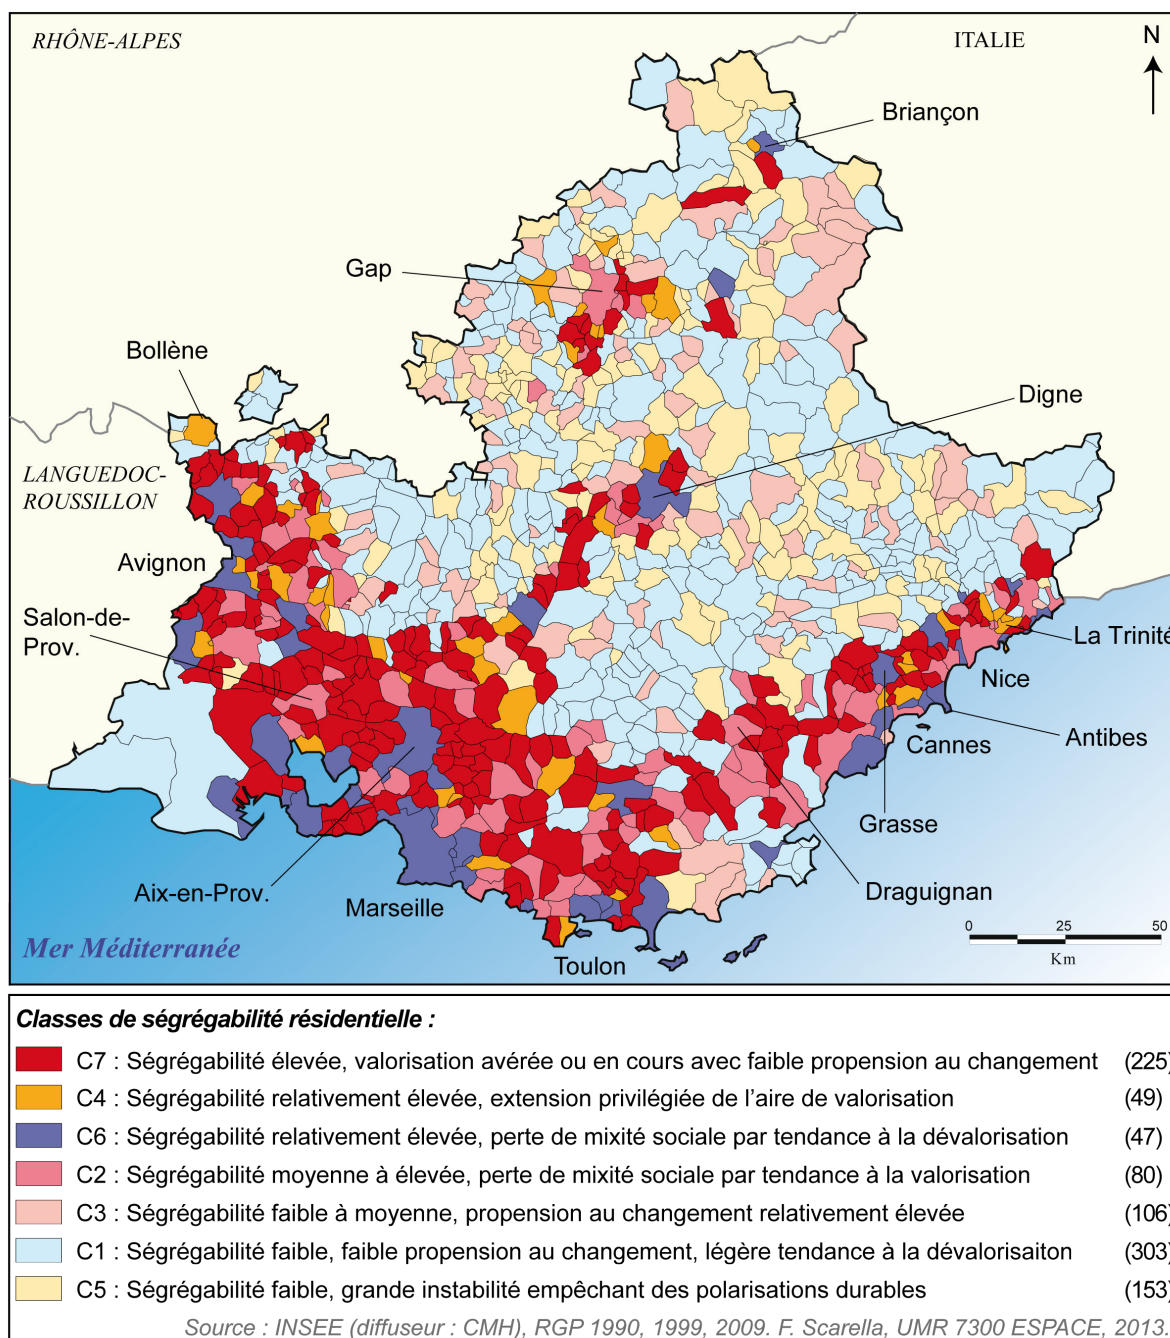 RHÔNE-ALPES
ITALIE
N
Briançon
Gap
Bollène
Digne
LANGUEDOC-
ROUSSILLON
Avignon
Salon-de-
Prov.
La Trinité
Nice
Antibes
Cannes
Grasse
Aix-en-Prov.
Marseille
Draguignan
Mer Méditerranée
Toulon
0 25 50
Km
Classes de ségrégabilité résidentielle :
C7 : Ségrégabilité élevée, valorisation avérée ou en cours avec faible propension au changement (225)
C4 : Ségrégabilité relativement élevée, extension privilégiée de l'aire de valorisation (49)
C6 : Ségrégabilité relativement élevée, perte de mixité sociale par tendance à la dévalorisation (47)
C2 : Ségrégabilité moyenne à élevée, perte de mixité sociale par tendance à la valorisation (80)
C3 : Ségrégabilité faible à moyenne, propension au changement relativement élevée (106)
C1 : Ségrégabilité faible, faible propension au changement, légère tendance à la dévalorisaiton (303)
C5 : Ségrégabilité faible, grande instabilité empêchant des polarisations durables (153)
Source : INSEE (diffuseur : CMH), RGP 1990, 1999, 2009. F. Scarella, UMR 7300 ESPACE, 2013